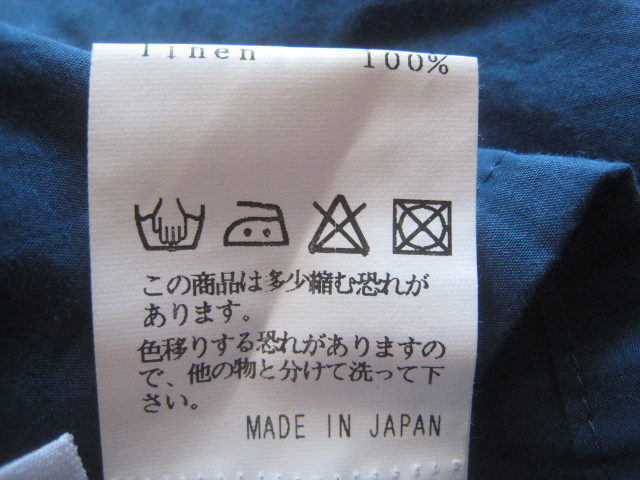 linen 100%
この商品は多少縮む恐れが
あります。
色移りする恐れがありますの
で、他の物と分けて洗って下
さい。
MADE IN JAPAN